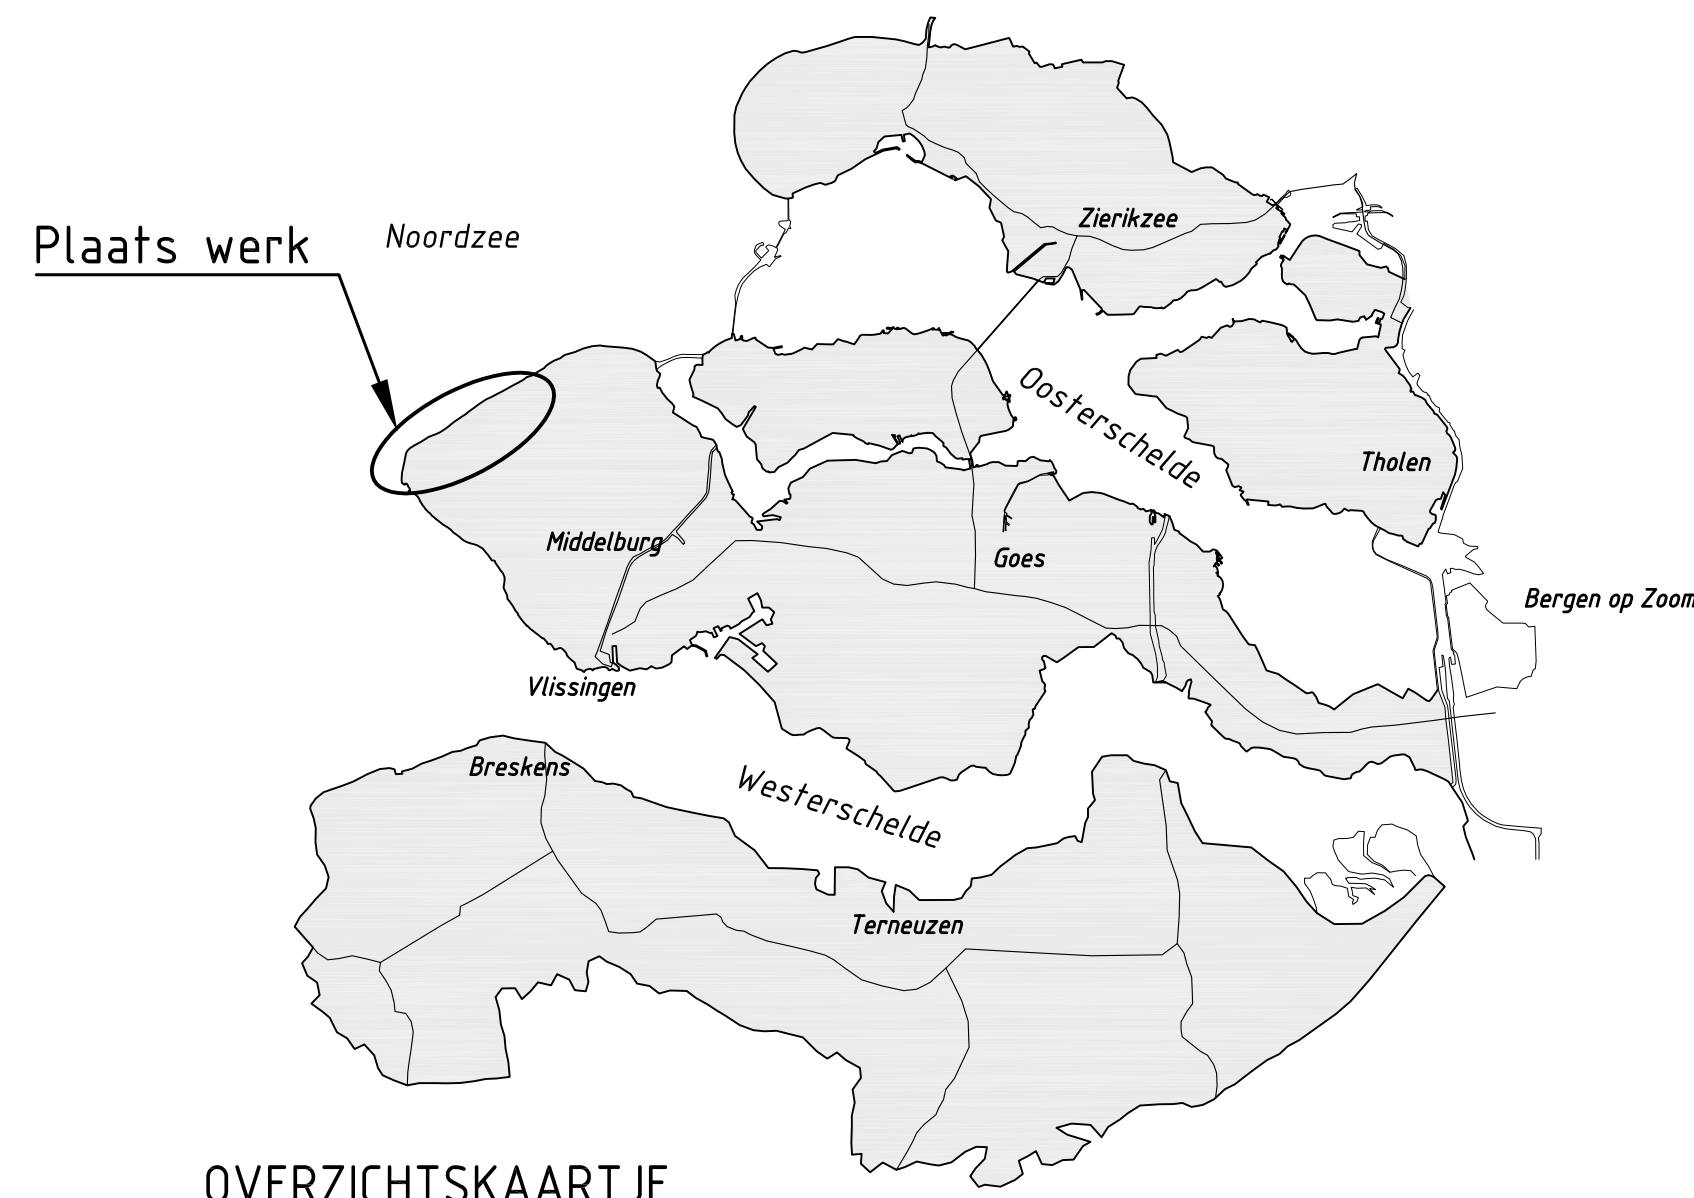 Zierikzee
Plaats werk
Noordzee
Oosterschelde
Tholen
Middelburg
Goes
Bergen op Zoom
Vlissingen
Breskens
Westerschelde
Terneuzen
OVERZICHTSKAARTJE